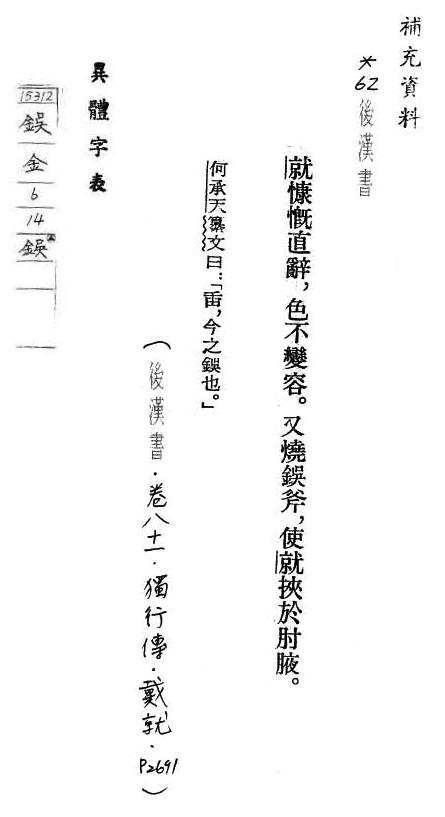 補充資料
*62後漢書
就慷慨直辭，色不變容。又燒鋘斧，使就挾於肘腋。
何承天纂文曰：「臿，今之鋘也。」
（後漢書．卷八十一．獨行傳．戴就．P2691）
異體字表
15312
鋘
金
6
14
鋘